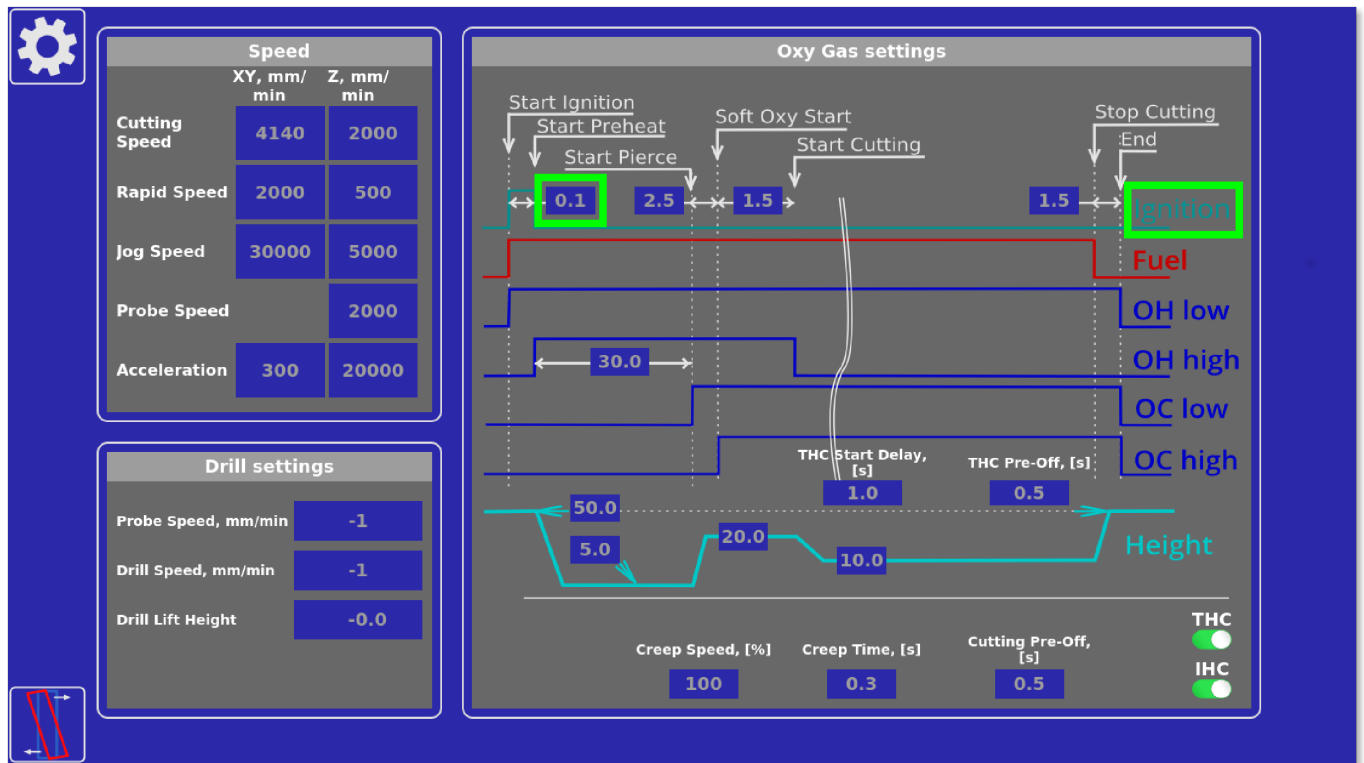 Speed
XY, mm/ Z, mm/
min min
Cutting
Speed 4140 2000
Rapid Speed 2000 500
Jog Speed 30000 5000
Probe Speed 2000
Acceleration 300 20000
Drill settings
Probe Speed, mm/min -1
Drill Speed, mm/min -1
Drill Lift Height -0.0
Oxy Gas settings
Start Ignition
Start Preheat
Start Pierce
Soft Oxy Start
Start Cutting
Stop Cutting
End
0.1 2.5 1.5 1.5 Ignition
Fuel
OH low
30.0 OH high
OC low
OC high
THC Start Delay,
[s]
1.0
THC Pre-Off, [s]
0.5
50.0
5.0 20.0 10.0 Height
THC
IHC
Creep Speed, [%]
100
Creep Time, [s]
0.3
Cutting Pre-Off,
[s]
0.5